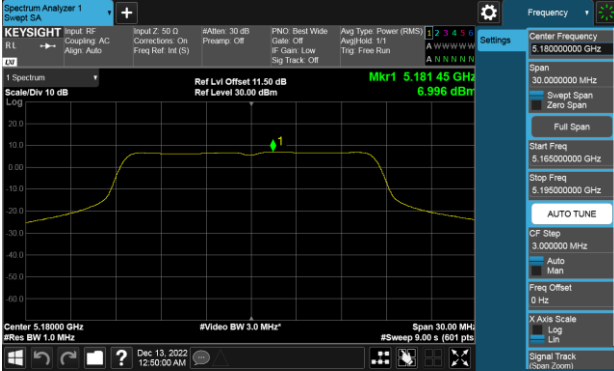 Spectrum Analyzer 1
Swept SA
+
Frequency
KEYSIGHT
RL
LXI
Input: RF
Coupling: AC
Align: Auto
Input Z: 50 Ω
Corrections: On
Freq Ref: Int (S)
#Atten: 30 dB
Preamp: Off
PNO: Best Wide
Gate: Off
IF Gain: Low
Sig Track: Off
Avg Type: Power (RMS)
Avg|Hold: 1/1
Trig: Free Run
1 2 3 4 5 6
A W W W W W
A N N N N N
1 Spectrum
Scale/Div 10 dB
Ref Lvl Offset 11.50 dB
Ref Level 30.00 dBm
Mkr1 5.181 45 GHz
6.996 dBm
Log
20.0
10.0
0.00
-10.0
-20.0
-30.0
-40.0
-50.0
-60.0
1
Center 5.18000 GHz
#Res BW 1.0 MHz
#Video BW 3.0 MHz*
Span 30.00 MHz
#Sweep 9.00 s (601 pts)
?
Dec 13, 2022
12:50:00 AM
Settings
Center Frequency
5.180000000 GHz
Span
30.0000000 MHz
Swept Span
Zero Span
Full Span
Start Freq
5.165000000 GHz
Stop Freq
5.195000000 GHz
AUTO TUNE
CF Step
3.000000 MHz
Auto
Man
Freq Offset
0 Hz
X Axis Scale
Log
Lin
Signal Track
(Span Zoom)